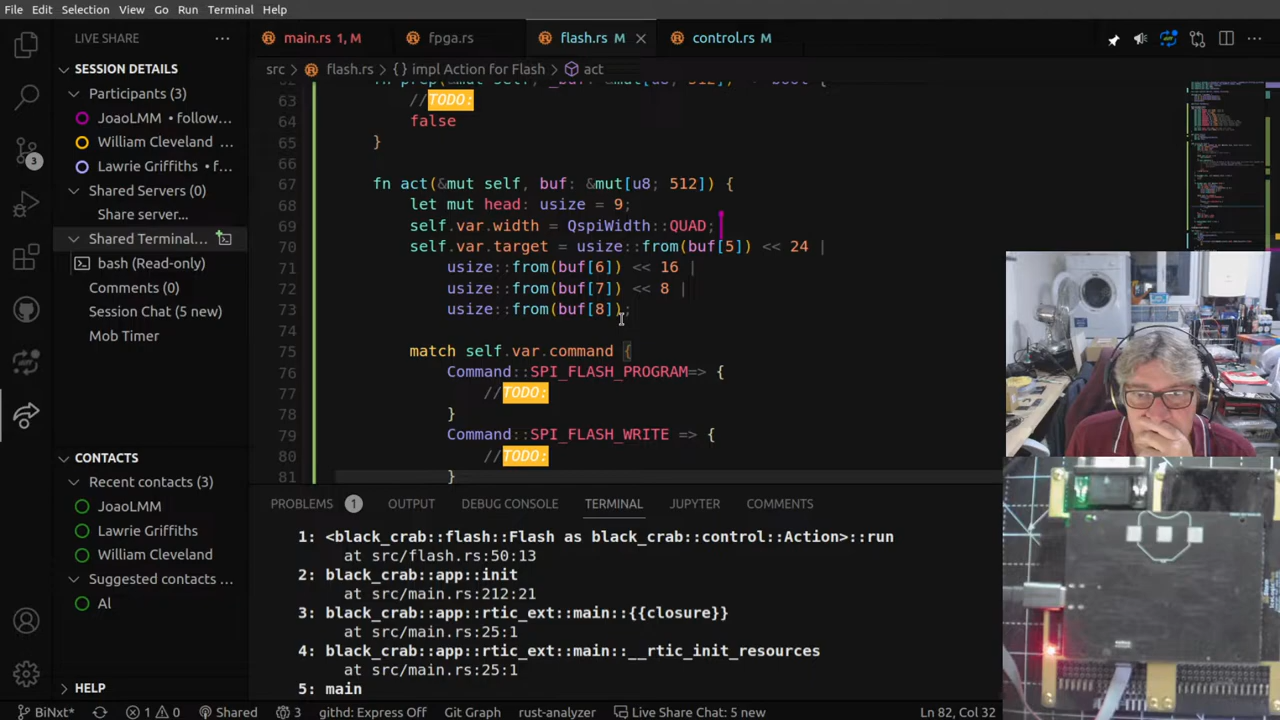 File Edit Selection View Go Run Terminal Help
LIVE SHARE
main.rs 1, M
fpga.rs
flash.rs M
control.rs M
src > flash.rs > {} impl Action for Flash > act
SESSION DETAILS
Participants (3)
JoaoLMM • follow...
William Cleveland
Lawrie Griffiths • f...
Shared Servers (0)
Share server...
Shared Terminal...
bash (Read-only)
Comments (0)
Session Chat (5 new)
Mob Timer
3
CONTACTS
Recent contacts (3)
JoaoLMM
Lawrie Griffiths
William Cleveland
Suggested contacts ...
Al
HELP
63 //TODO:
64 false
65 }
66
67 fn act(&mut self, buf: &mut[u8; 512]) {
68 let mut head: usize = 9;
69 self.var.width = QspiWidth::QUAD;
70 self.var.target = usize::from(buf[5]) << 24 |
71 usize::from(buf[6]) << 16 |
72 usize::from(buf[7]) << 8 |
73 usize::from(buf[8]);
74
75 match self.var.command {
76 Command::SPI_FLASH_PROGRAM=> {
77 //TODO:
78 }
79 Command::SPI_FLASH_WRITE => {
80 //TODO:
81 }
PROBLEMS 1 OUTPUT DEBUG CONSOLE TERMINAL JUPYTER COMMENTS
1: <black_crab::flash::Flash as black_crab::control::Action>::run
at src/flash.rs:50:13
2: black_crab::app::init
at src/main.rs:212:21
3: black_crab::app::rtic_ext::main::{{closure}}
at src/main.rs:25:1
4: black_crab::app::rtic_ext::main::__rtic_init_resources
at src/main.rs:25:1
5: main
BiNxt* 1 0 Shared 3 githd: Express Off Git Graph rust-analyzer Live Share Chat: 5 new Ln 82, Col 32